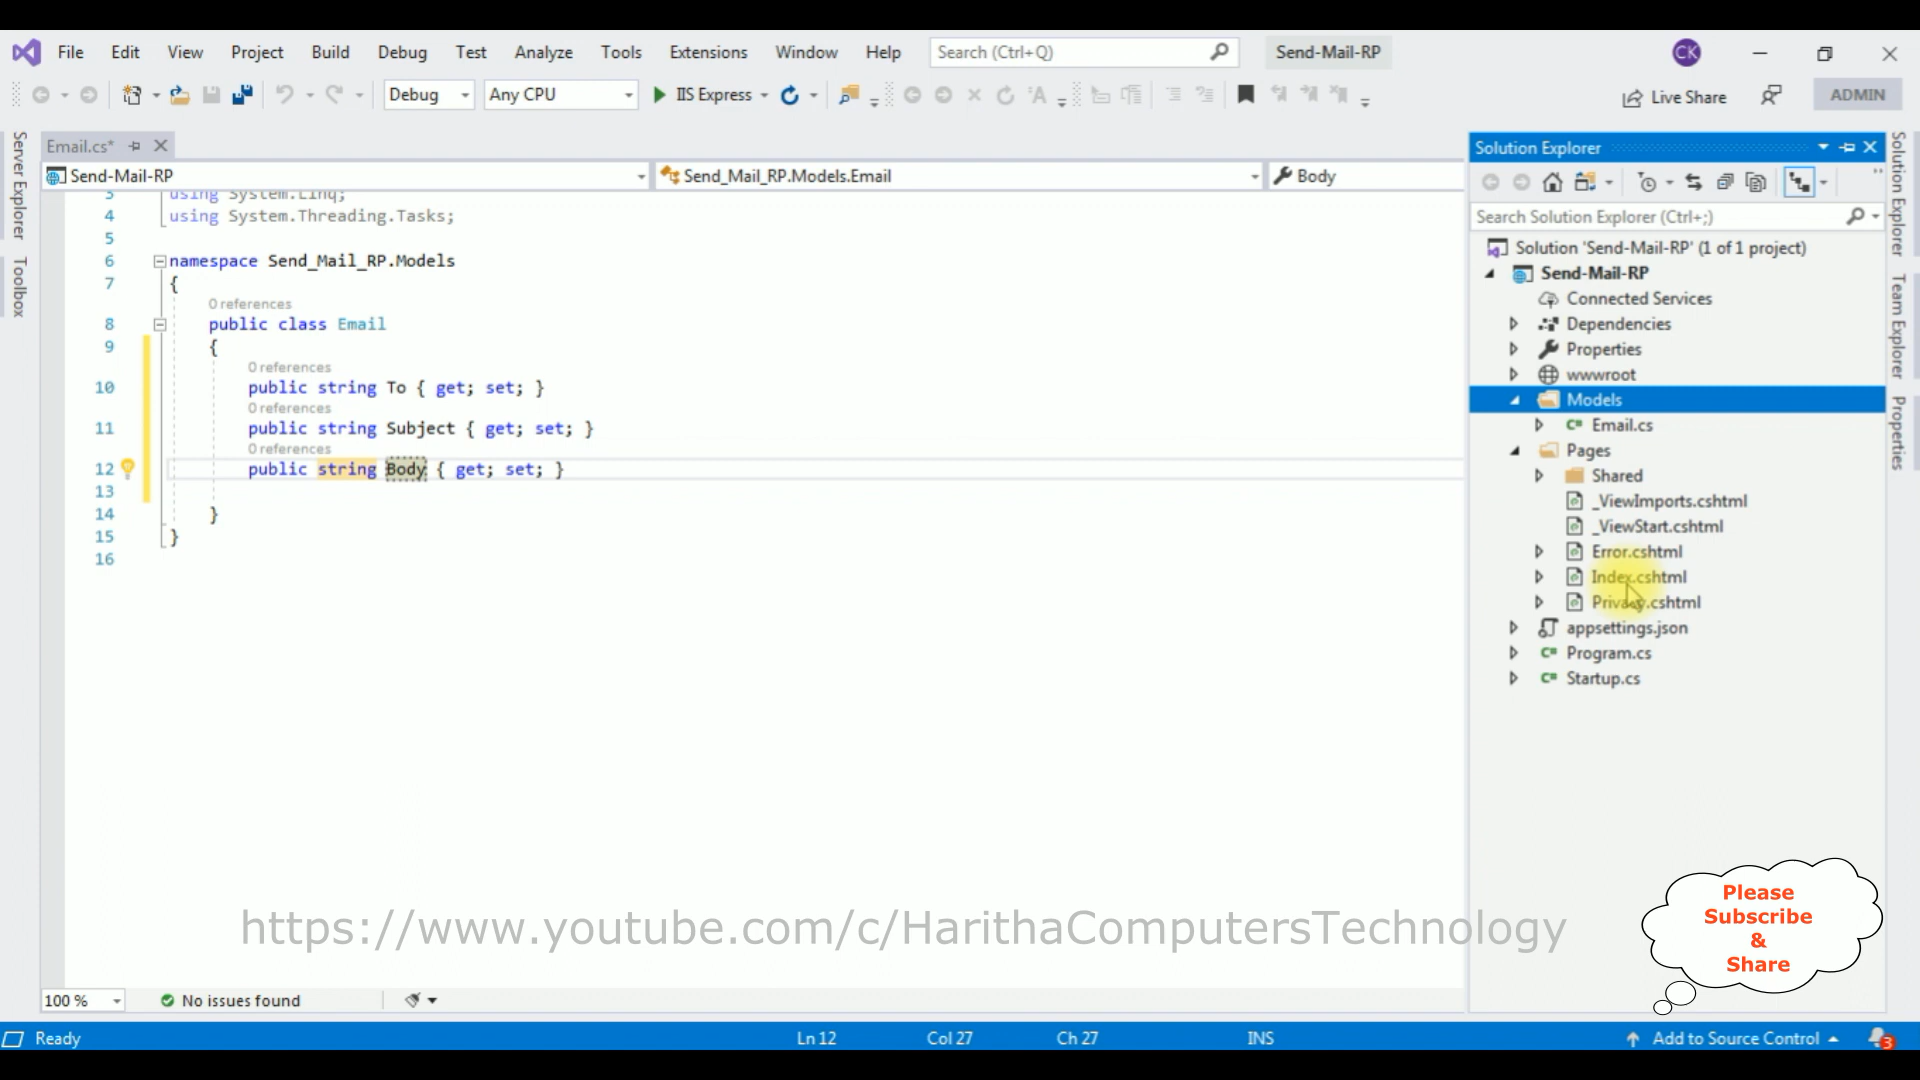 File Edit View Project Build Debug Test Analyze Tools Extensions Window Help Search (Ctrl+Q) Send-Mail-RP CK
Debug Any CPU IIS Express Live Share ADMIN
Server Explorer
Toolbox
Email.cs*
Send-Mail-RP Send_Mail_RP.Models.Email Body
3 using System.Linq;
4 using System.Threading.Tasks;
5
6 namespace Send_Mail_RP.Models
7 {
0 references
8 public class Email
9 {
0 references
10 public string To { get; set; }
0 references
11 public string Subject { get; set; }
0 references
12 public string Body { get; set; }
13
14 }
15 }
16
100 % No issues found
Solution Explorer
Search Solution Explorer (Ctrl+;)
Solution 'Send-Mail-RP' (1 of 1 project)
Send-Mail-RP
Connected Services
Dependencies
Properties
wwwroot
Models
C# Email.cs
Pages
Shared
_ViewImports.cshtml
_ViewStart.cshtml
Error.cshtml
Index.cshtml
Privacy.cshtml
appsettings.json
C# Program.cs
C# Startup.cs
Solution Explorer
Team Explorer
Properties
https://www.youtube.com/c/HarithaComputersTechnology
Please
Subscribe
&
Share
Ready Ln 12 Col 27 Ch 27 INS Add to Source Control 3